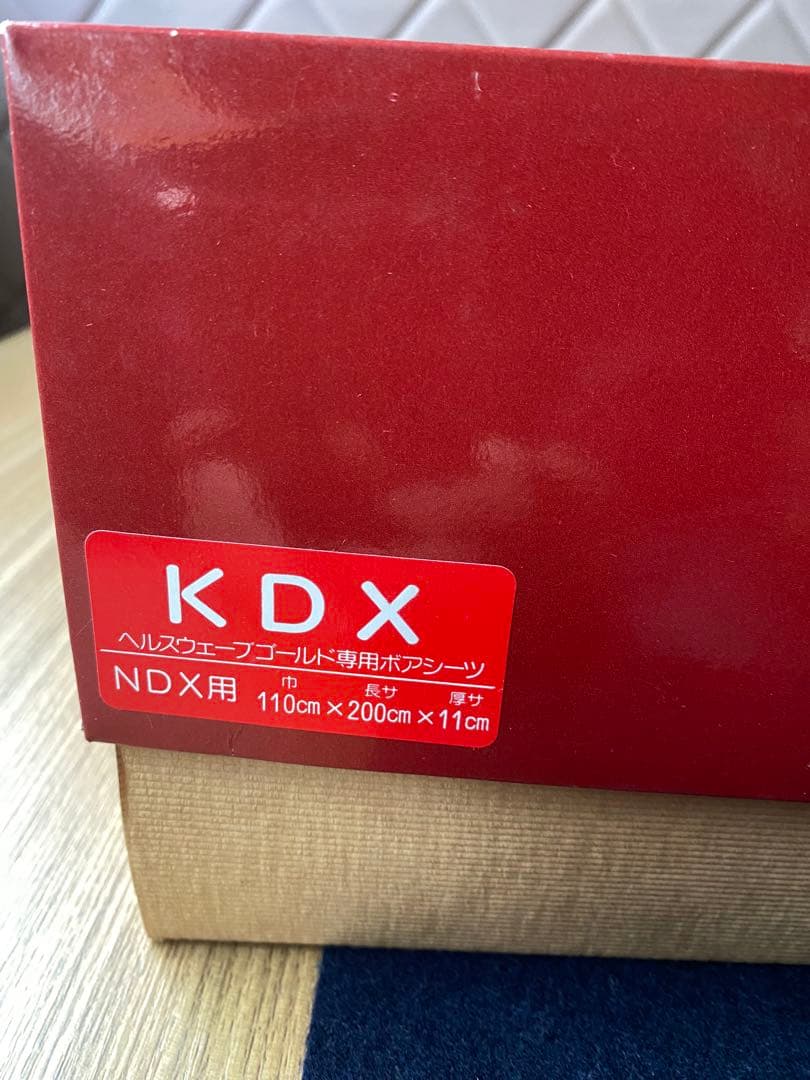 KDX
ヘルスウェーブゴールド専用ボアシーツ
NDX用 巾 長サ 厚サ
110cm×200cm×11cm